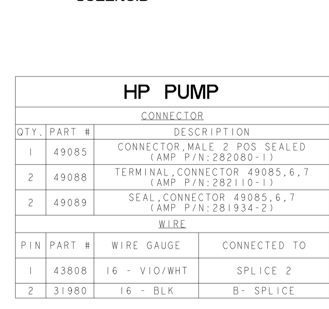 HP PUMP
CONNECTOR
QTY. PART # DESCRIPTION
1 49085 CONNECTOR,MALE 2 POS SEALED
(AMP P/N:282080-1)
2 49088 TERMINAL,CONNECTOR 49085,6,7
(AMP P/N:282110-1)
2 49089 SEAL,CONNECTOR 49085,6,7
(AMP P/N:281934-2)
WIRE
PIN PART # WIRE GAUGE CONNECTED TO
1 43808 16 - VIO/WHT SPLICE 2
2 31980 16 - BLK B- SPLICE